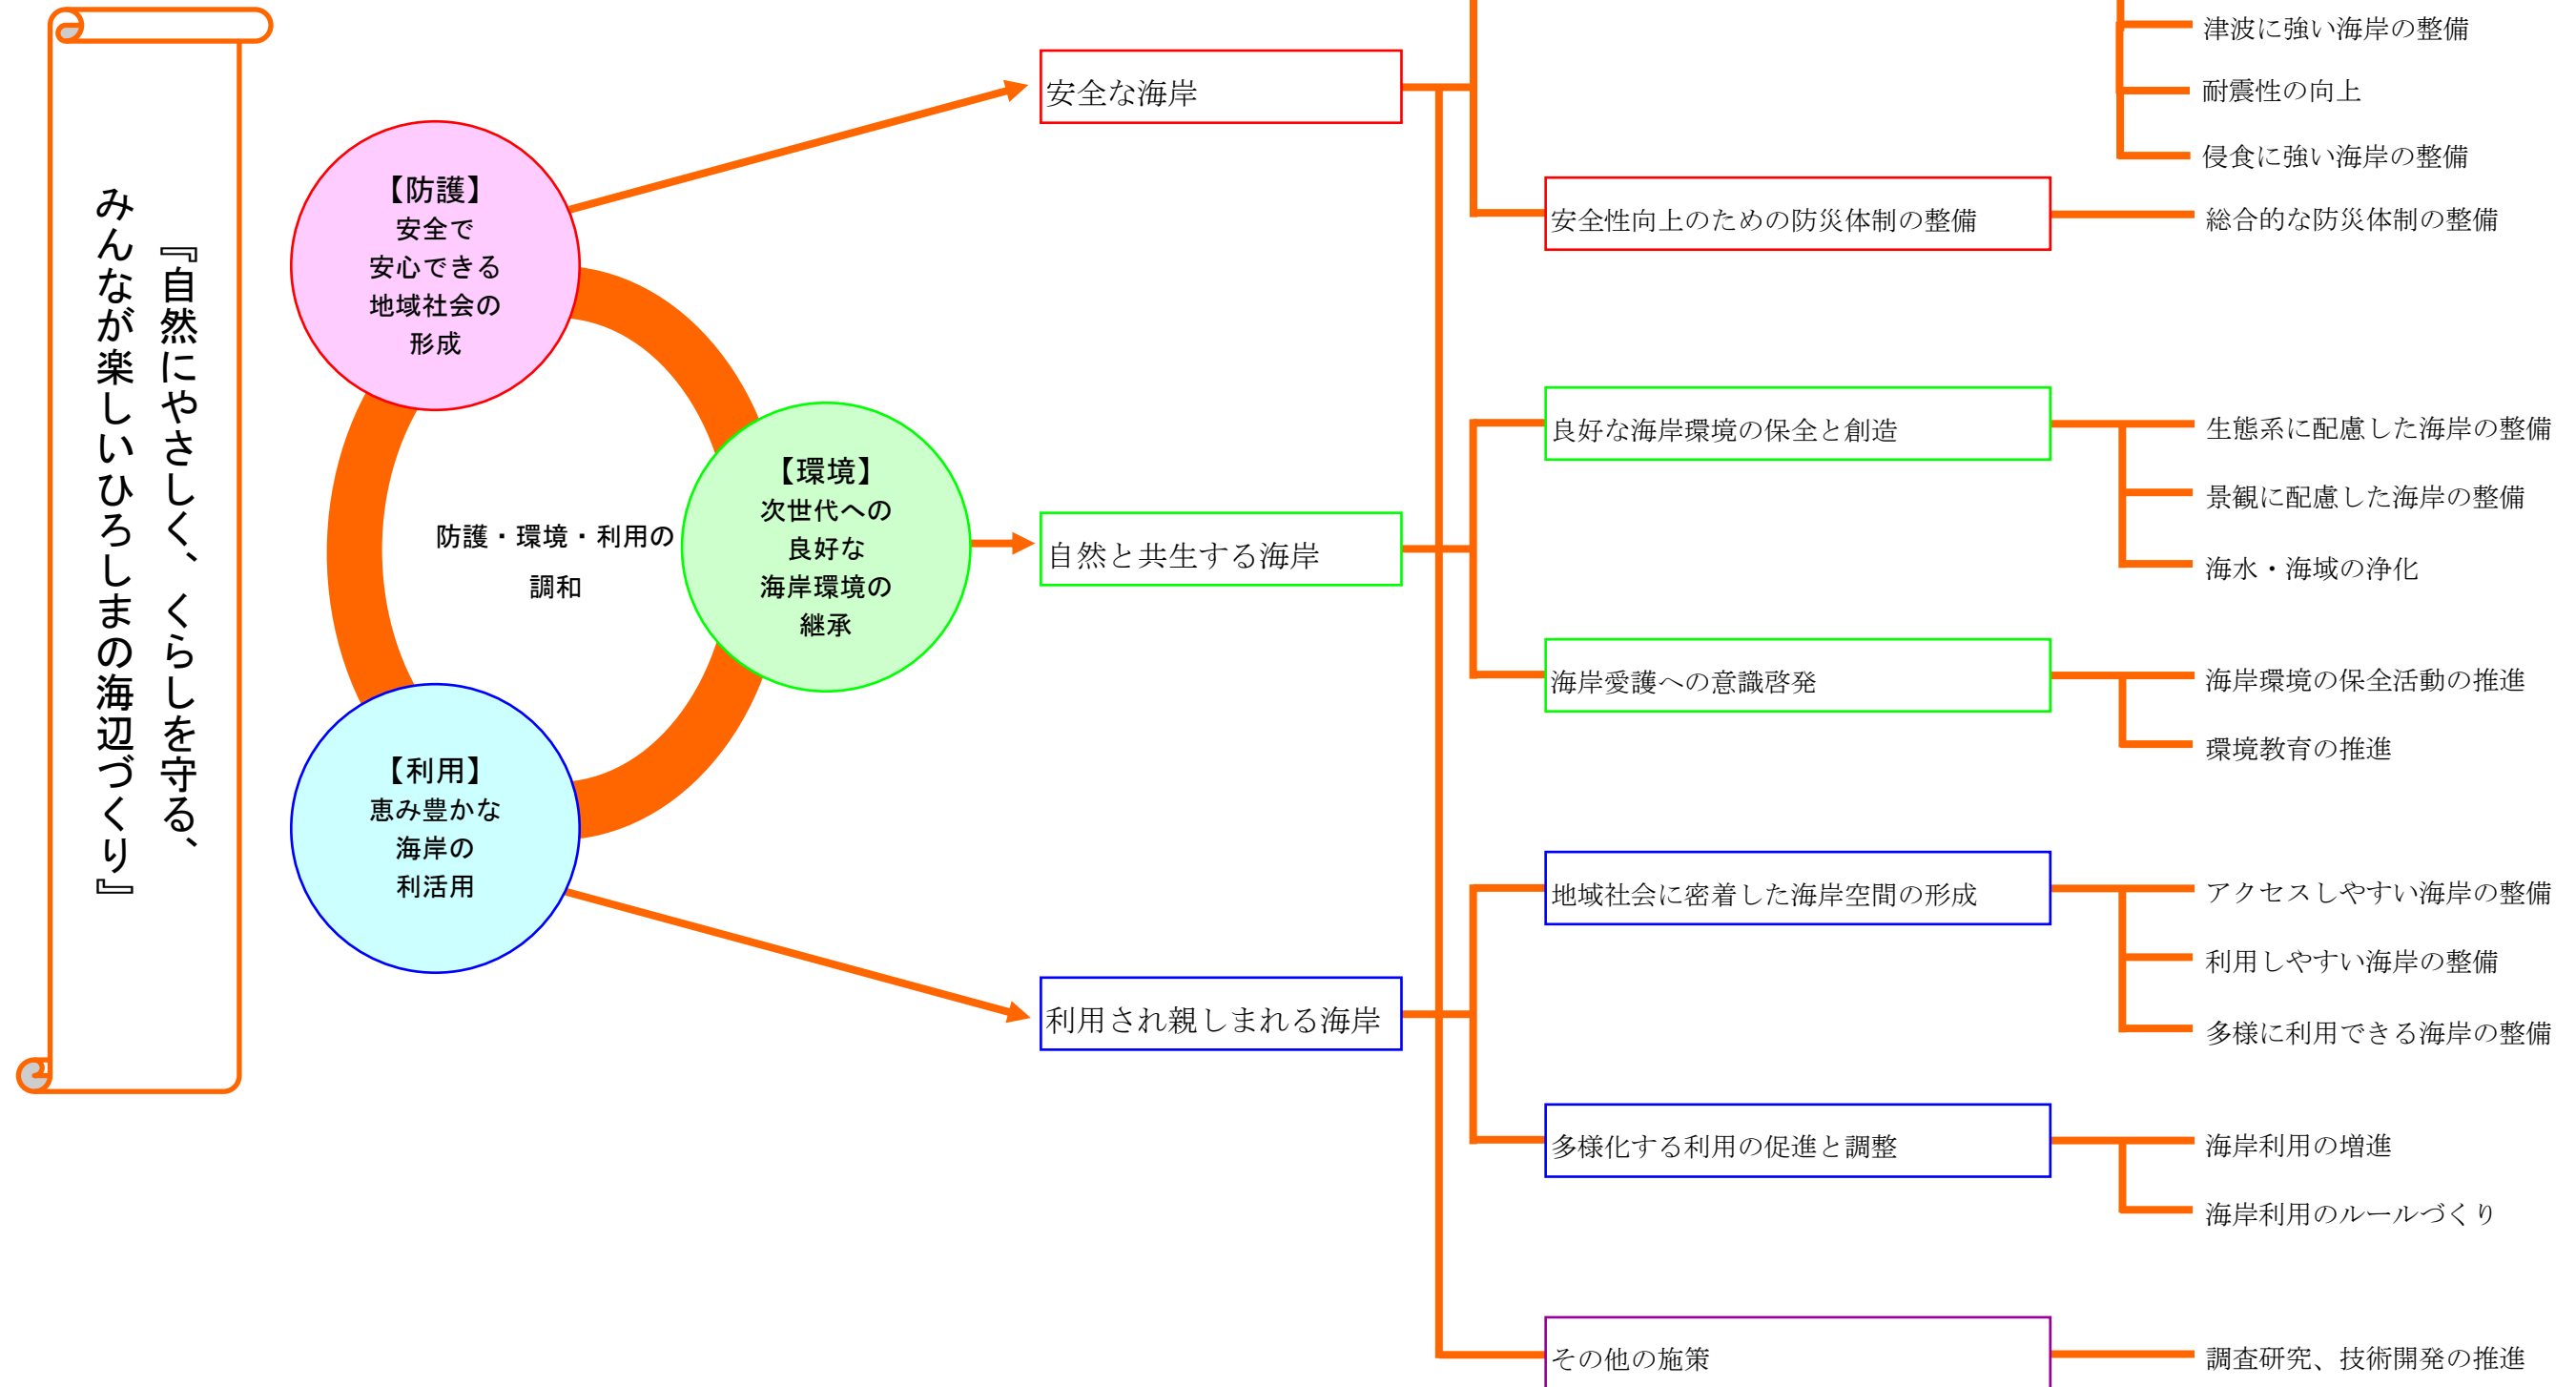 『自然にやさしく、くらしを守る、
みんなが楽しいひろしまの海辺づくり』
【防護】
安全で
安心できる
地域社会の
形成
【環境】
次世代への
良好な
海岸環境の
継承
【利用】
恵み豊かな
海岸の
利活用
防護・環境・利用の
調和
安全な海岸
自然と共生する海岸
利用され親しまれる海岸
安全性向上のための防災体制の整備
良好な海岸環境の保全と創造
海岸愛護への意識啓発
地域社会に密着した海岸空間の形成
多様化する利用の促進と調整
その他の施策
津波に強い海岸の整備
耐震性の向上
侵食に強い海岸の整備
総合的な防災体制の整備
生態系に配慮した海岸の整備
景観に配慮した海岸の整備
海水・海域の浄化
海岸環境の保全活動の推進
環境教育の推進
アクセスしやすい海岸の整備
利用しやすい海岸の整備
多様に利用できる海岸の整備
海岸利用の増進
海岸利用のルールづくり
調査研究、技術開発の推進